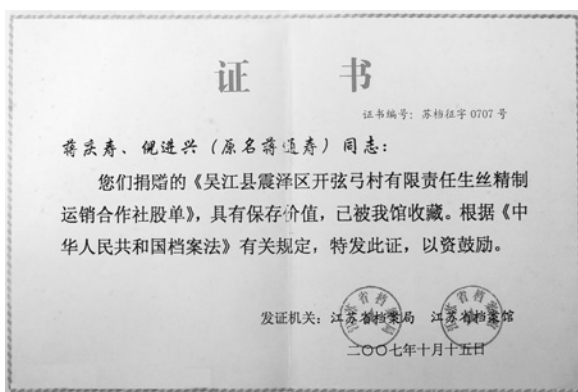 证 书
证书编号：苏档征字 0707 号
蒋庆寿、倪进兴（原名蒋通寿）同志：
您们捐赠的《吴江县震泽区开弦弓村有限责任生丝精制
运销合作社股单》，具有保存价值，已被我馆收藏。根据《中
华人民共和国档案法》有关规定，特发此证，以资鼓励。
发证机关：江苏省档案局 江苏省档案馆
二〇〇七年十月十五日